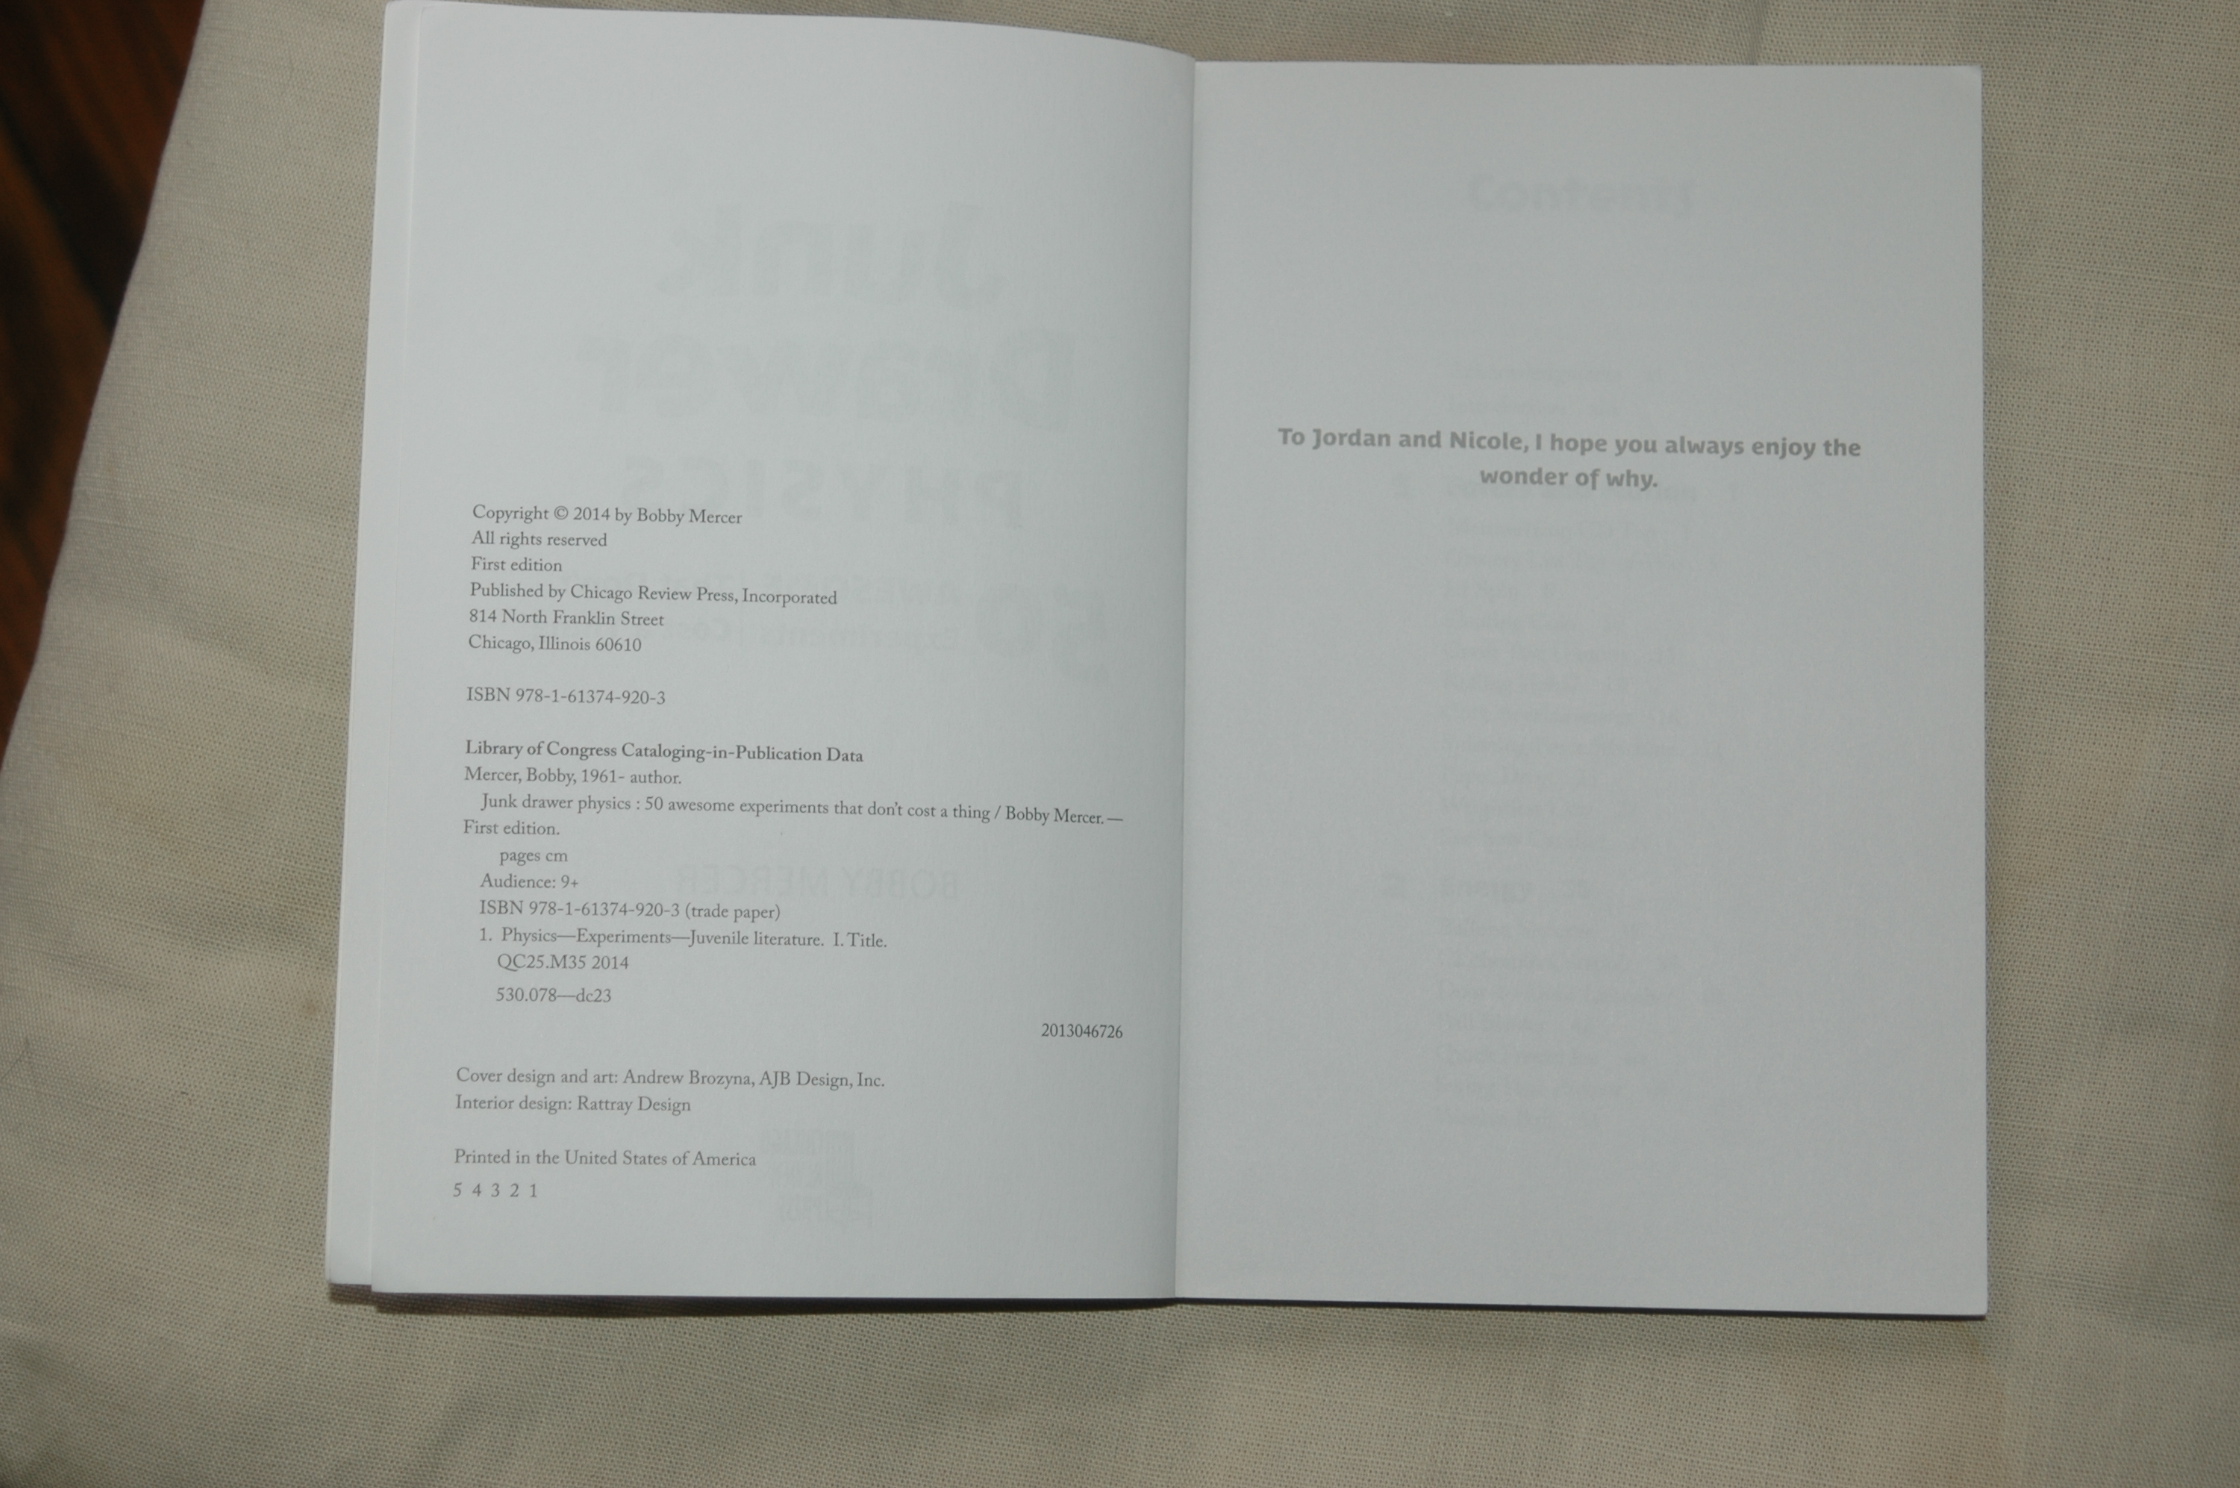 Copyright © 2014 by Bobby Mercer
All rights reserved
First edition
Published by Chicago Review Press, Incorporated
814 North Franklin Street
Chicago, Illinois 60610
ISBN 978-1-61374-920-3
Library of Congress Cataloging-in-Publication Data
Mercer, Bobby, 1961- author.
Junk drawer physics : 50 awesome experiments that don't cost a thing / Bobby Mercer. —
First edition.
pages cm
Audience: 9+
ISBN 978-1-61374-920-3 (trade paper)
1. Physics—Experiments—Juvenile literature. I. Title.
QC25.M35 2014
530.078—dc23
2013046726
Cover design and art: Andrew Brozyna, AJB Design, Inc.
Interior design: Rattray Design
Printed in the United States of America
5 4 3 2 1
To Jordan and Nicole, I hope you always enjoy the
wonder of why.